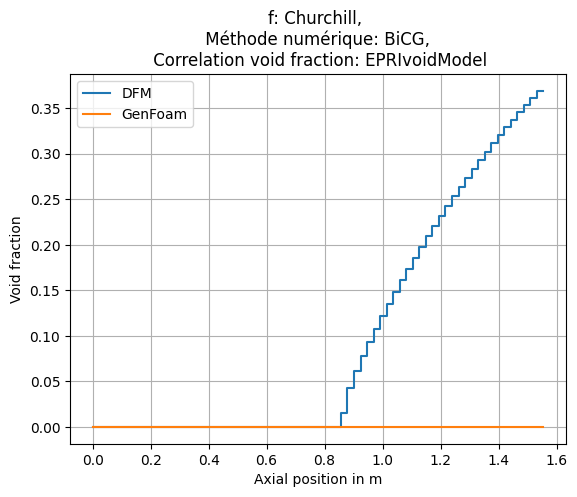 f: Churchill,
Méthode numérique: BiCG,
Correlation void fraction: EPRIvoidModel
DFM
GenFoam
0.35
0.30
0.25
0.20
0.15
0.10
0.05
0.00
Void fraction
0.0 0.2 0.4 0.6 0.8 1.0 1.2 1.4 1.6
Axial position in m